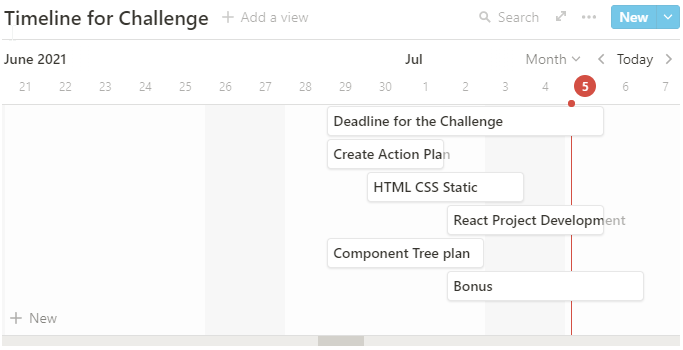 Timeline for Challenge + Add a view Search New
June 2021 Jul Month Today
21 22 23 24 25 26 27 28 29 30 1 2 3 4 5 6 7
Deadline for the Challenge
Create Action Plan
HTML CSS Static
React Project Development
Component Tree plan
Bonus
+ New